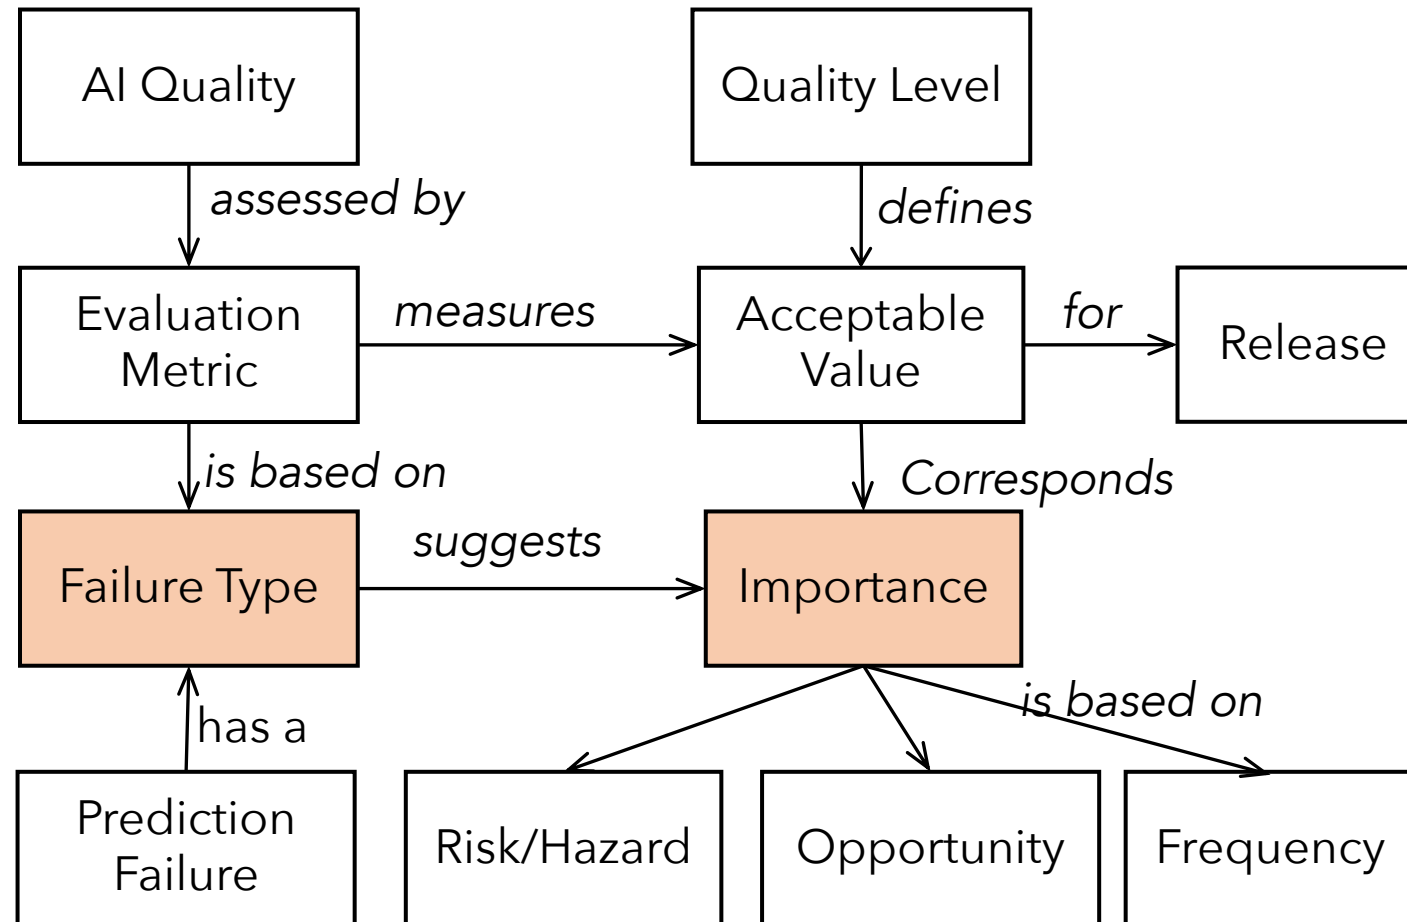 AI Quality
Quality Level
assessed by
defines
Evaluation
Metric
measures
Acceptable
Value
for
Release
is based on
Corresponds
Failure Type
suggests
Importance
has a
is based on
Prediction
Failure
Risk/Hazard
Opportunity
Frequency